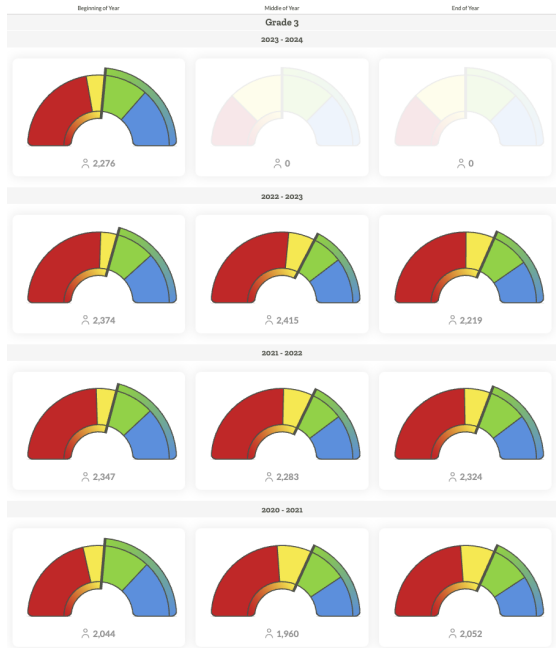 Beginning of Year Middle of Year End of Year
Grade 3
2023 - 2024
2,276 0 0
2022 - 2023
2,374 2,415 2,219
2021 - 2022
2,347 2,283 2,324
2020 - 2021
2,044 1,960 2,052